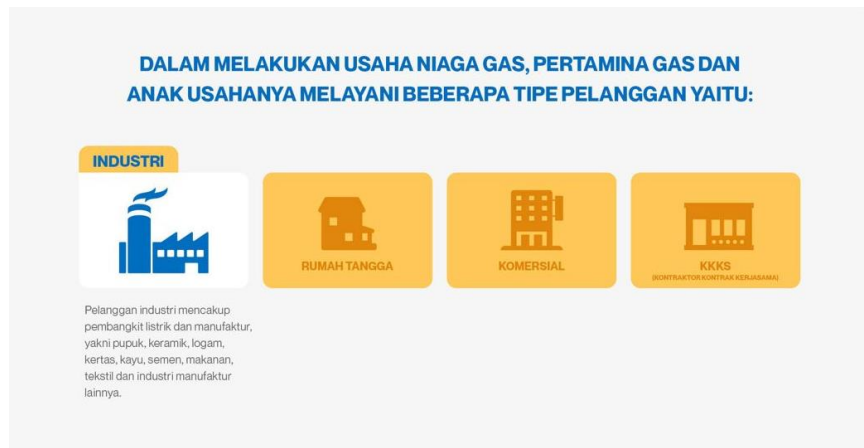 DALAM MELAKUKAN USAHA NIAGA GAS, PERTAMINA GAS DAN
ANAK USAHANYA MELAYANI BEBERAPA TIPE PELANGGAN YAITU:
INDUSTRI
RUMAH TANGGA
KOMERSIAL
KKKS
(KONTRAKTOR KONTRAK KERJASAMA)
Pelanggan industri mencakup
pembangkit listrik dan manufaktur,
yakni pupuk, keramik, logam,
kertas, kayu, semen, makanan,
tekstil dan industri manufaktur
lainnya.